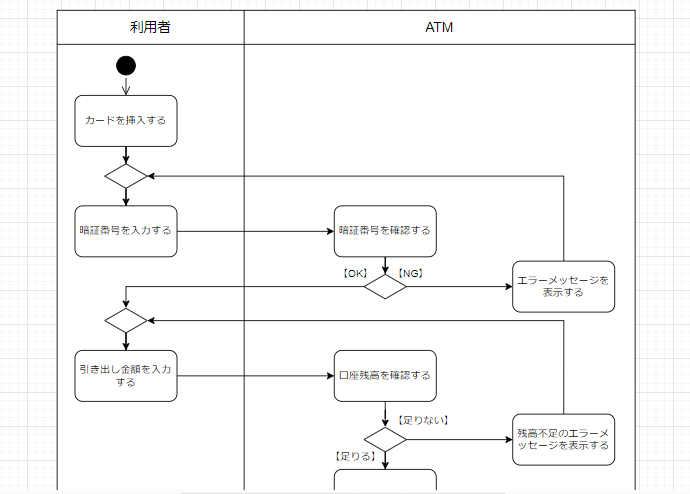 利用者
ATM
カードを挿入する
暗証番号を入力する
暗証番号を確認する
【OK】
【NG】
エラーメッセージを
表示する
引き出し金額を入力
する
口座残高を確認する
【足りない】
残高不足のエラーメ
ッセージを表示する
【足りる】